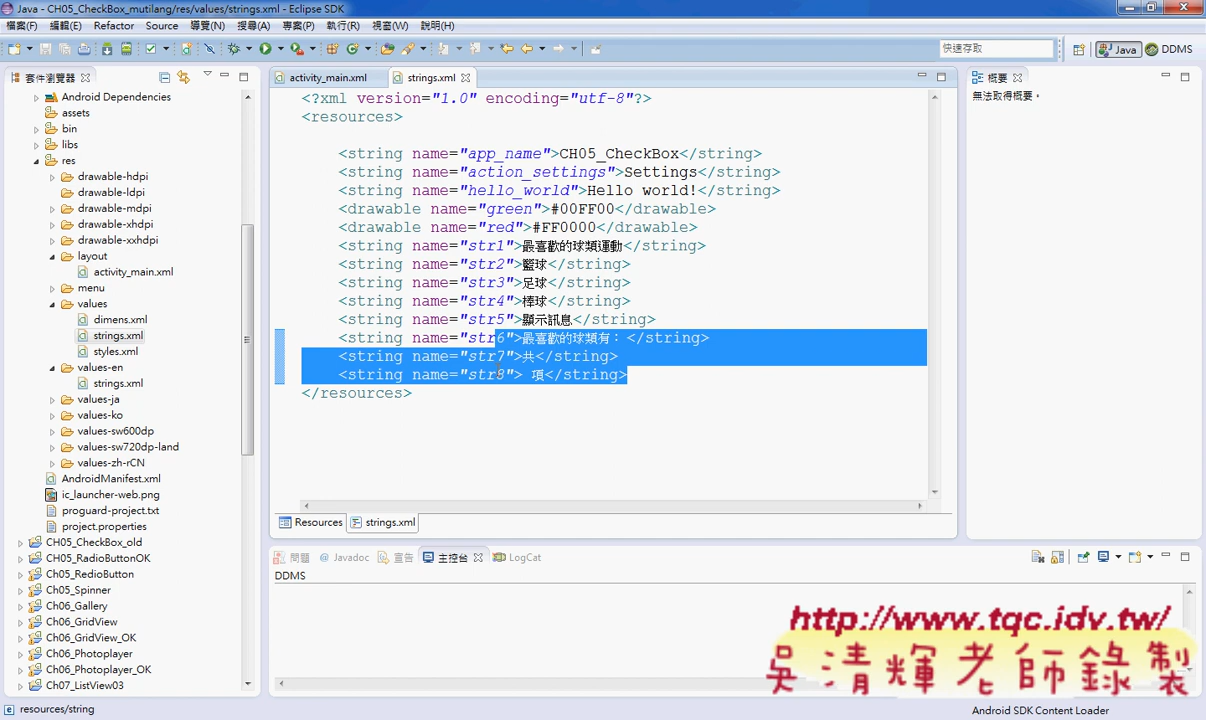 Java - CH05_CheckBox_mutilang/res/values/strings.xml - Eclipse SDK
檔案(F) 編輯(E) Refactor Source 導覽(N) 搜尋(A) 專案(P) 執行(R) 視窗(W) 說明(H)
快速存取
Java DDMS
套件瀏覽器
Android Dependencies
assets
bin
libs
res
drawable-hdpi
drawable-ldpi
drawable-mdpi
drawable-xhdpi
drawable-xxhdpi
layout
activity_main.xml
menu
values
dimens.xml
strings.xml
styles.xml
values-en
strings.xml
values-ja
values-ko
values-sw600dp
values-sw720dp-land
values-zh-rCN
AndroidManifest.xml
ic_launcher-web.png
proguard-project.txt
project.properties
CH05_CheckBox_old
CH05_RadioButtonOK
Ch05_RedioButton
Ch05_Spinner
Ch06_Gallery
Ch06_GridView
Ch06_GridView_OK
Ch06_Photoplayer
Ch06_Photoplayer_OK
Ch07_ListView03
activity_main.xml strings.xml
<?xml version="1.0" encoding="utf-8"?>
<resources>
<string name="app_name">CH05_CheckBox</string>
<string name="action_settings">Settings</string>
<string name="hello_world">Hello world!</string>
<drawable name="green">#00FF00</drawable>
<drawable name="red">#FF0000</drawable>
<string name="str1">最喜歡的球類運動</string>
<string name="str2">籃球</string>
<string name="str3">足球</string>
<string name="str4">棒球</string>
<string name="str5">顯示訊息</string>
<string name="str6">最喜歡的球類有：</string>
<string name="str7">共</string>
<string name="str8"> 項</string>
</resources>
Resources strings.xml
概要
無法取得概要。
問題 @ Javadoc 宣告 主控台 LogCat
DDMS
http://www.tqc.idv.tw/
吳清輝老師錄製
resources/string
Android SDK Content Loader